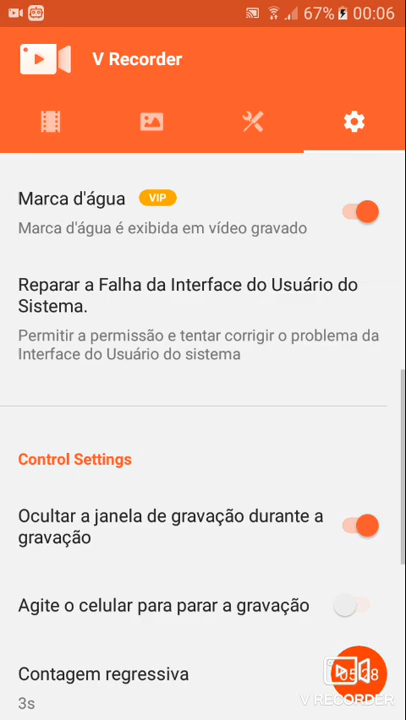 67% 00:06
V Recorder
Marca d'água VIP
Marca d'água é exibida em vídeo gravado
Reparar a Falha da Interface do Usuário do
Sistema.
Permitir a permissão e tentar corrigir o problema da
Interface do Usuário do sistema
Control Settings
Ocultar a janela de gravação durante a
gravação
Agite o celular para parar a gravação
Contagem regressiva
3s
V RECORDER